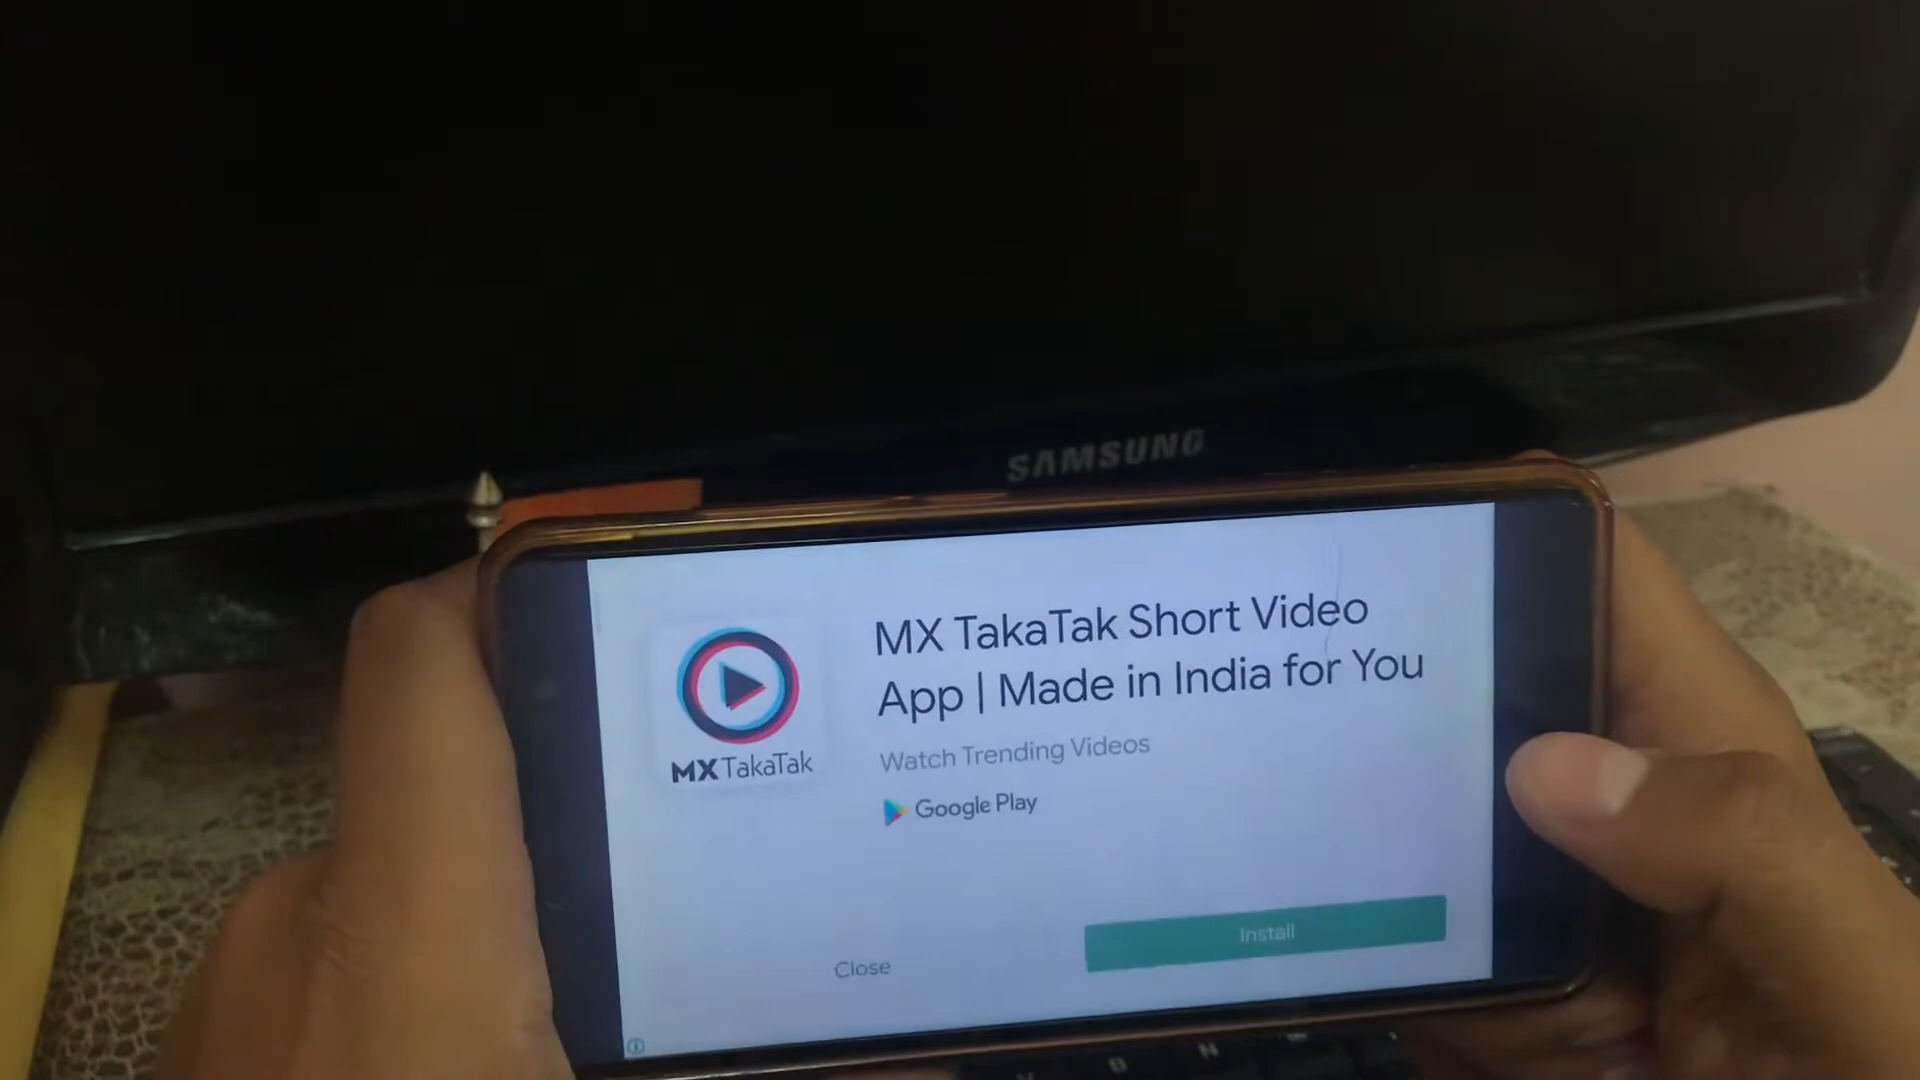 SAMSUNG
MX TakaTak Short Video
App | Made in India for You
MX TakaTak
Watch Trending Videos
Google Play
Install
Close
B
N